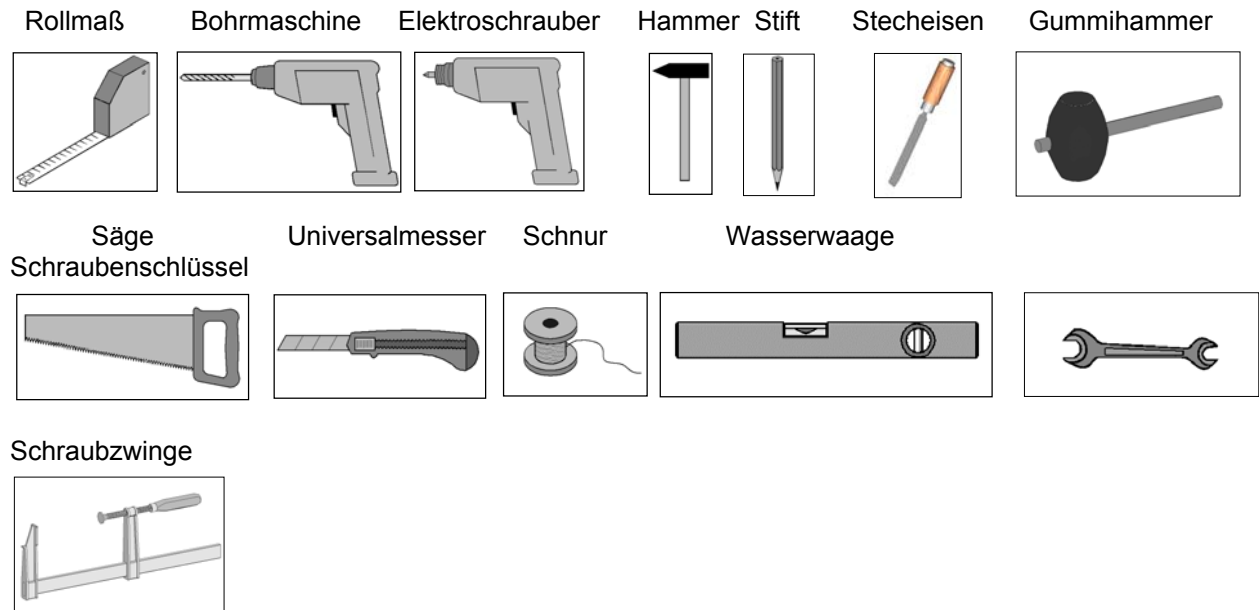 Rollmaß Bohrmaschine Elektroschrauber Hammer Stift Stecheisen Gummihammer
Säge Universalmesser Schnur Wasserwaage
Schraubenschlüssel
Schraubzwinge